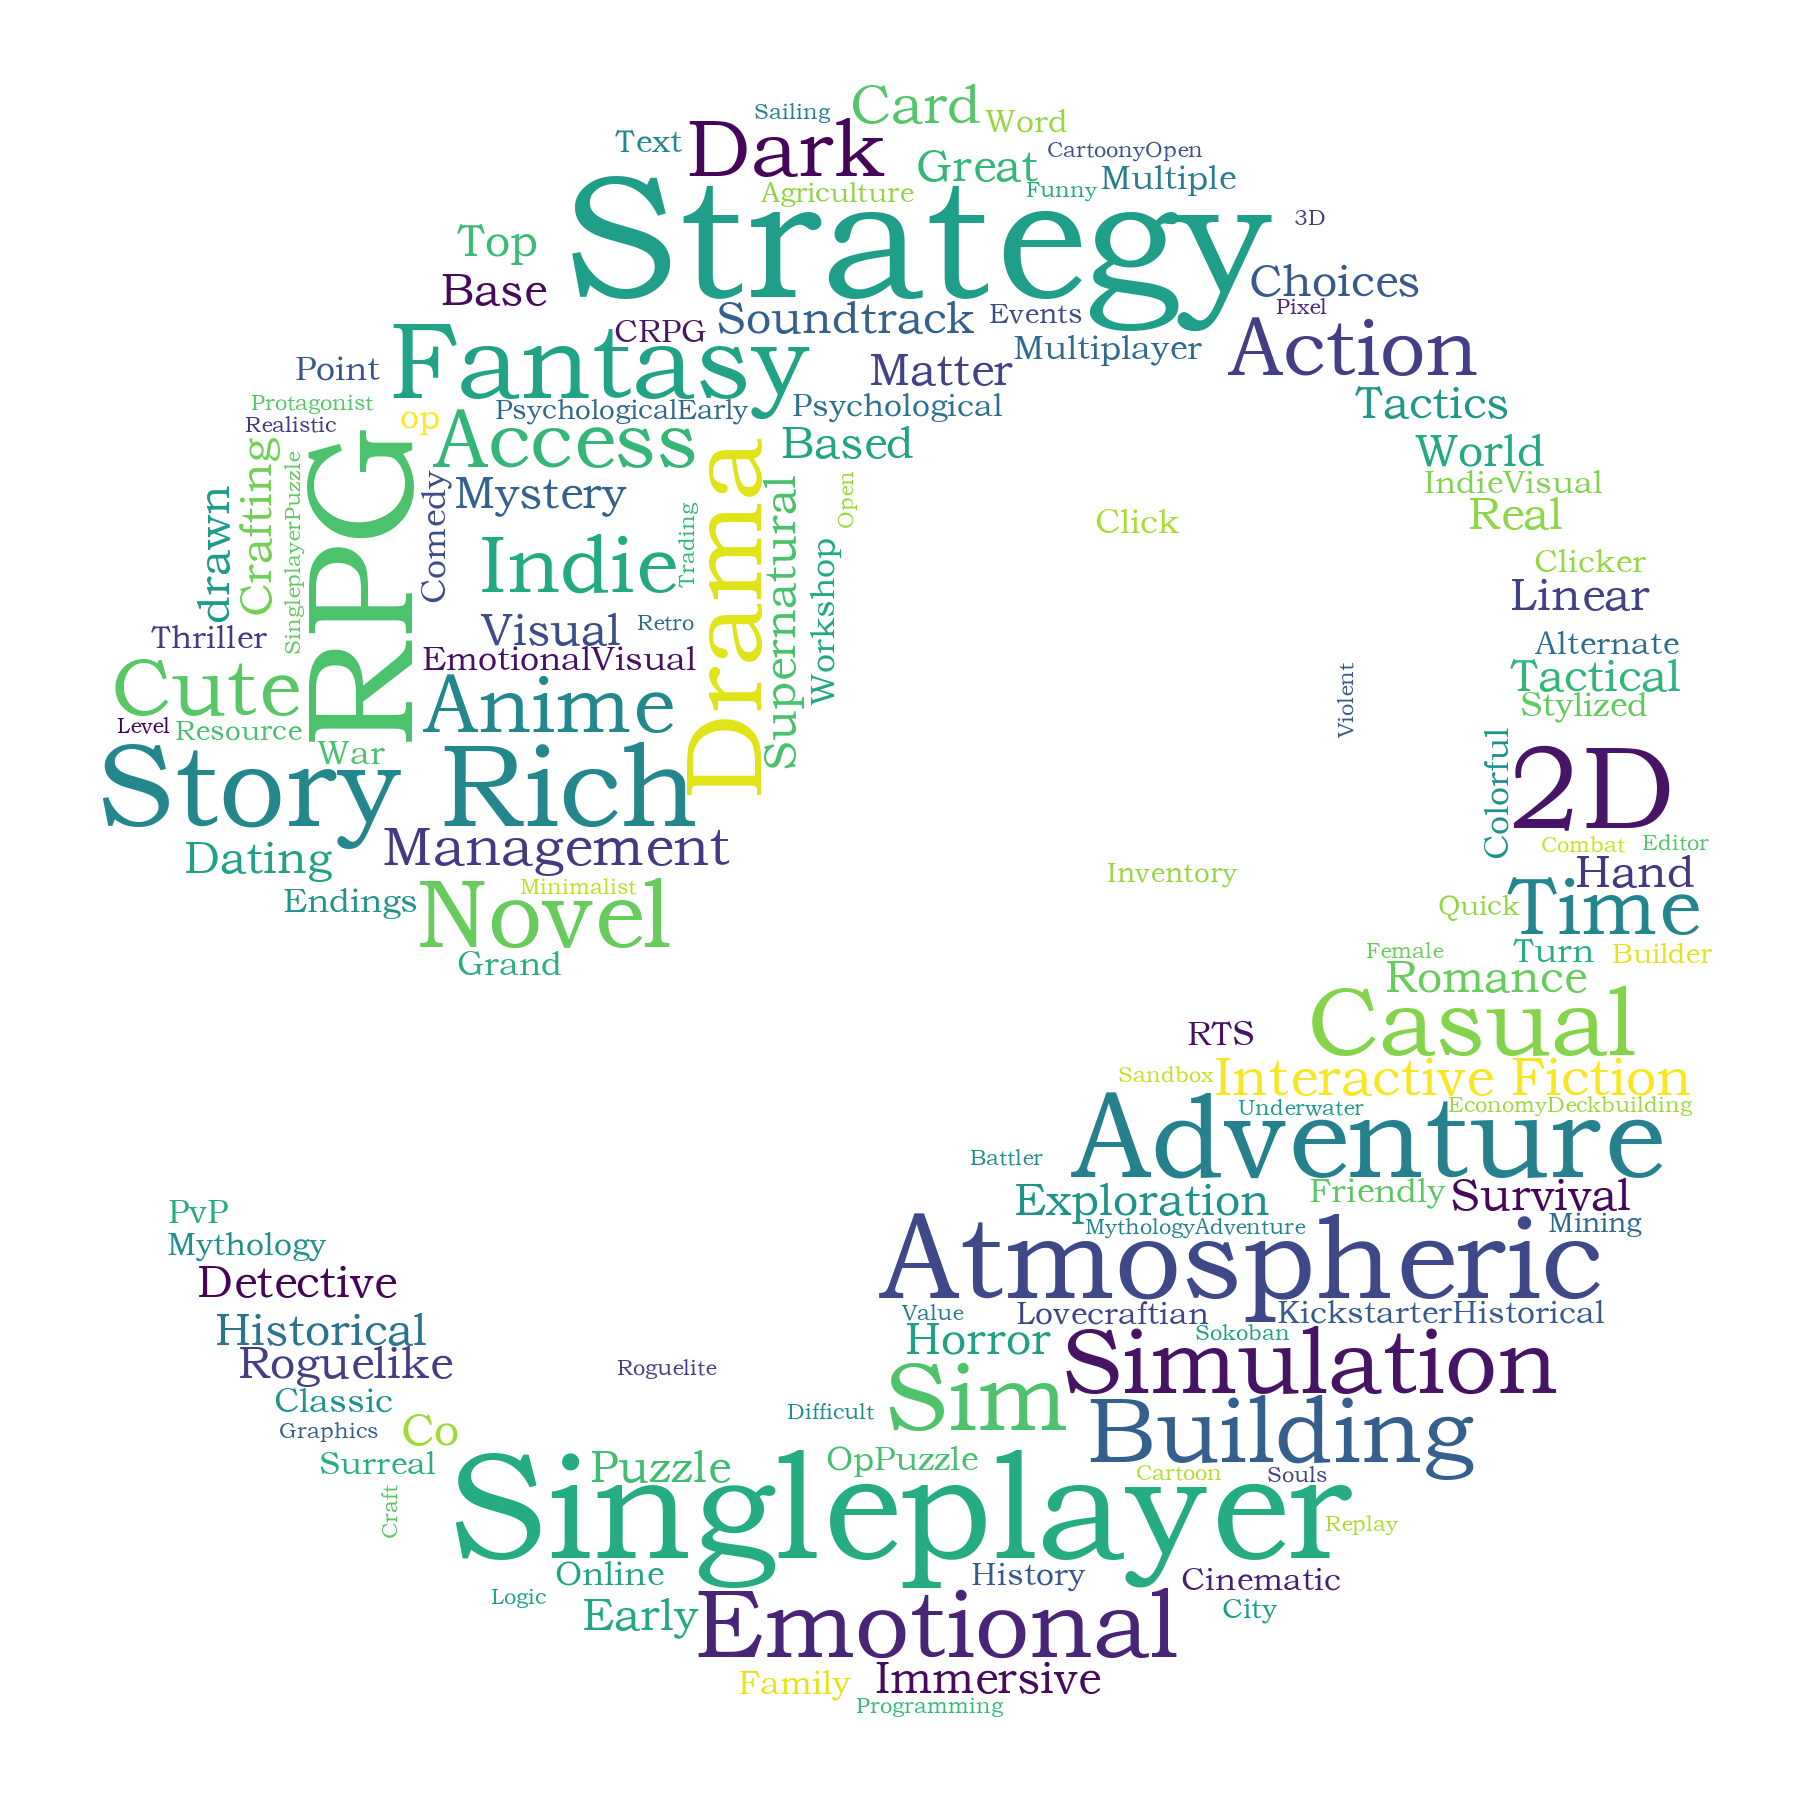 Sailing
Card
Word
Text
Dark
CartoonyOpen
Great
Multiple
Agriculture
Funny
Strategy
3D
Top
Base
Choices
Pixel
Soundtrack
Events
CRPG
Fantasy
Multiplayer
Action
Point
Matter
Protagonist
Realistic
op
PsychologicalEarly
Psychological
Tactics
Access
Based
World
RPG
Drama
Crafting
SingleplayerPuzzle
drawn
Comedy
Mystery
Trading
Supernatural
Open
Workshop
IndieVisual
Real
Click
Indie
Clicker
Linear
Thriller
Visual
Retro
Alternate
EmotionalVisual
Tactical
Cute
Anime
Violent
Stylized
Level
Resource
War
Colorful
Story Rich
2D
Management
Combat
Editor
Dating
Hand
Inventory
Minimalist
Endings
Novel
Quick
Time
Grand
Female
Turn
Builder
Romance
Casual
RTS
Sandbox
Interactive Fiction
Underwater
EconomyDeckbuilding
Adventure
Battler
PvP
Exploration
Friendly
Survival
MythologyAdventure
Mining
Mythology
Atmospheric
Detective
Value
Lovecraftian
KickstarterHistorical
Historical
Horror
Sokoban
Roguelike
Roguelite
Simulation
Classic
Sim
Difficult
Graphics
Co
Building
Surreal
Puzzle
OpPuzzle
Cartoon
Souls
Craft
Singleplayer
Replay
Online
History
Cinematic
Logic
Early
City
Emotional
Family
Immersive
Programming